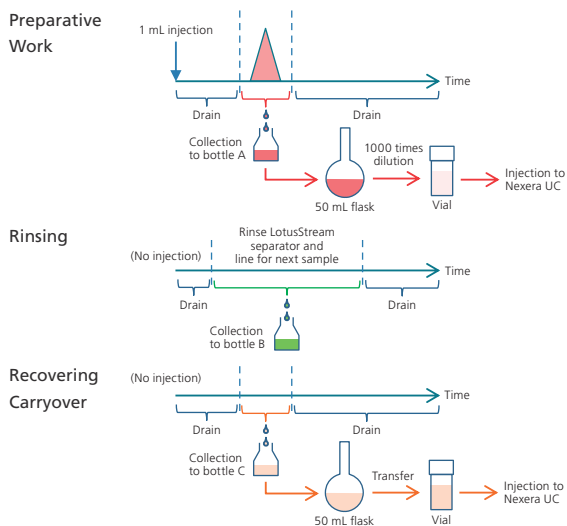 Preparative
Work
1 mL injection
Time
Drain
Drain
Collection
to bottle A
1000 times
dilution
50 mL flask
Vial
Injection to
Nexera UC
Rinsing
(No injection)
Rinse LotusStream
separator and
line for next sample
Time
Drain
Drain
Collection
to bottle B
Recovering
Carryover
(No injection)
Time
Drain
Drain
Collection
to bottle C
Transfer
50 mL flask
Vial
Injection to
Nexera UC